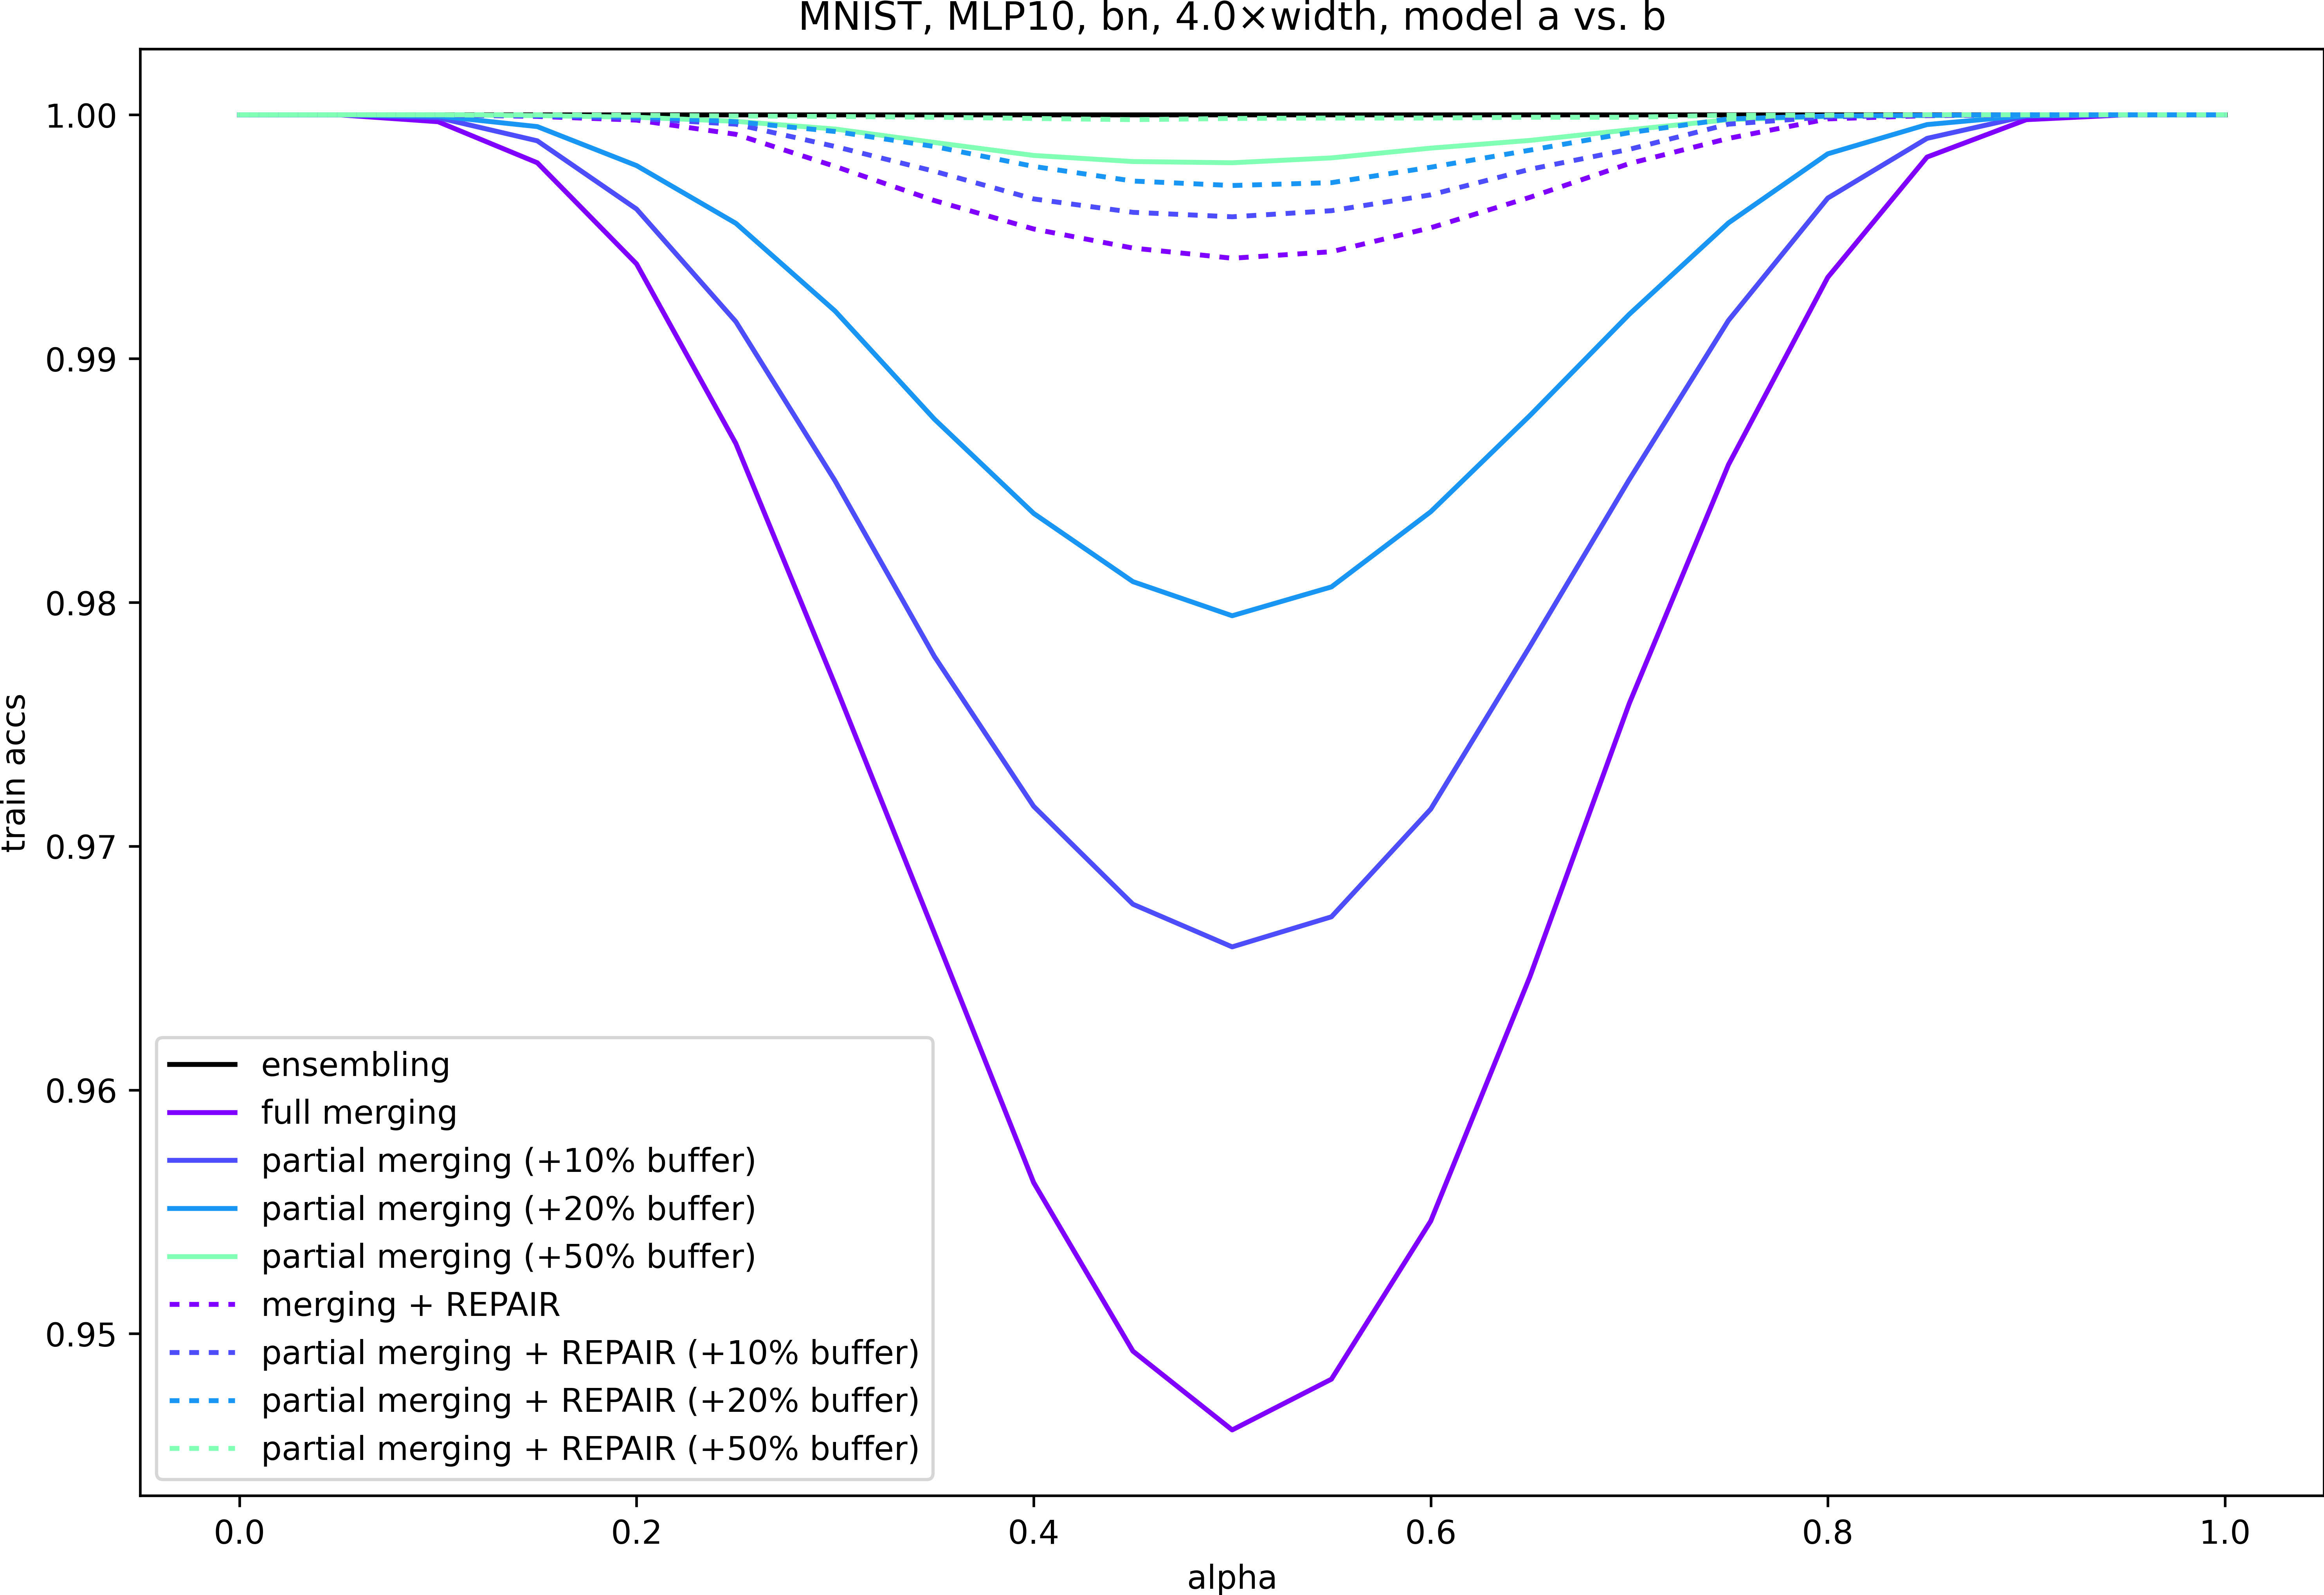 MNIST, MLP10, bn, 4.0×width, model a vs. b
1.00
0.99
0.98
0.97
0.96
0.95
train accs
ensembling
full merging
partial merging (+10% buffer)
partial merging (+20% buffer)
partial merging (+50% buffer)
merging + REPAIR
partial merging + REPAIR (+10% buffer)
partial merging + REPAIR (+20% buffer)
partial merging + REPAIR (+50% buffer)
0.0 0.2 0.4 0.6 0.8 1.0
alpha